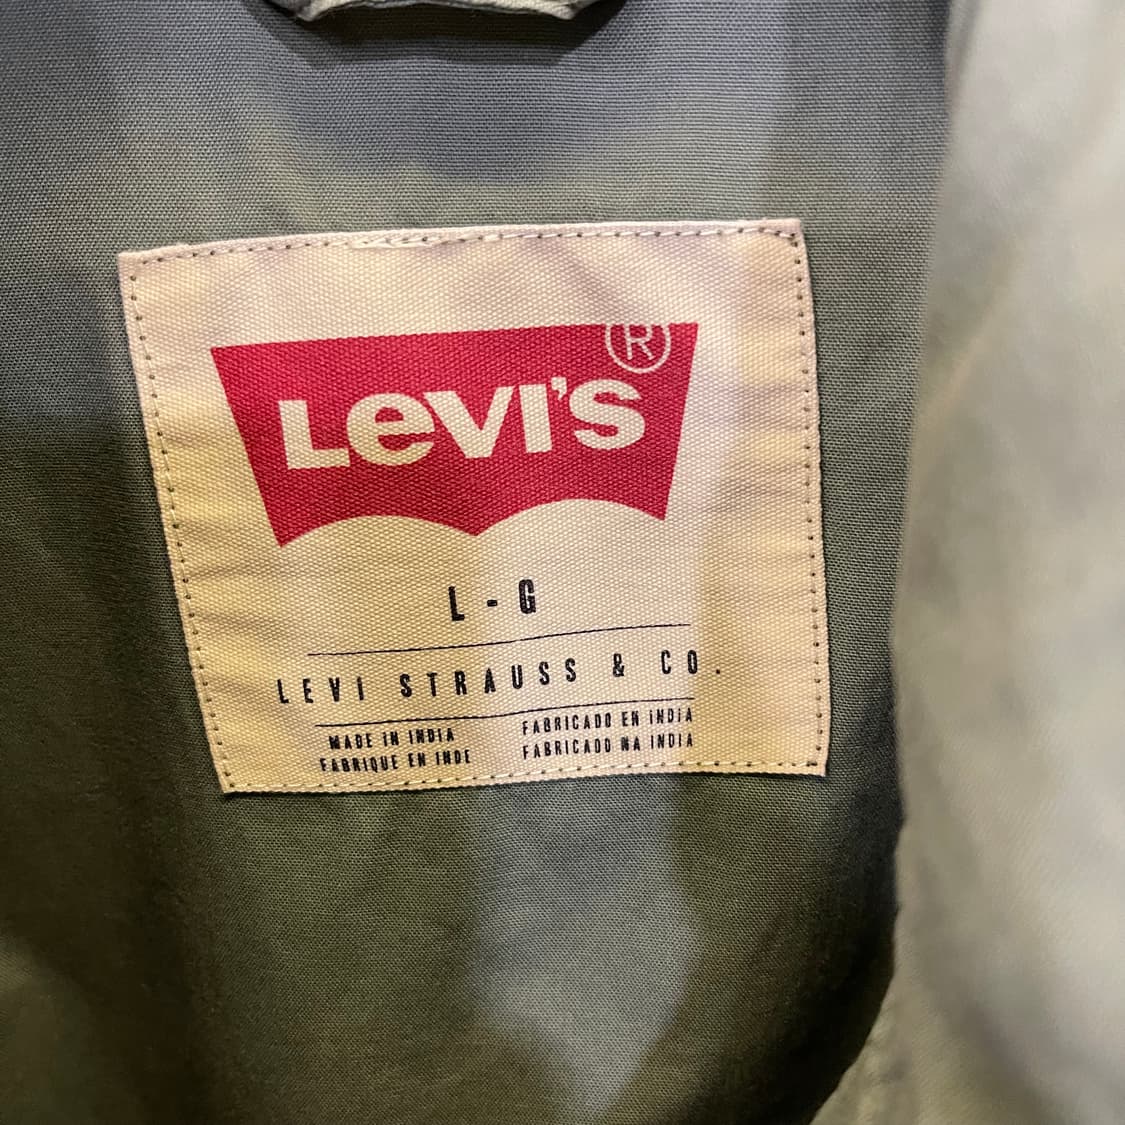 LEVI'S®
L - G
LEVI STRAUSS & CO.
MADE IN INDIA
FABRIQUE EN INDE
FABRICADO EN INDIA
FABRICADO NA INDIA